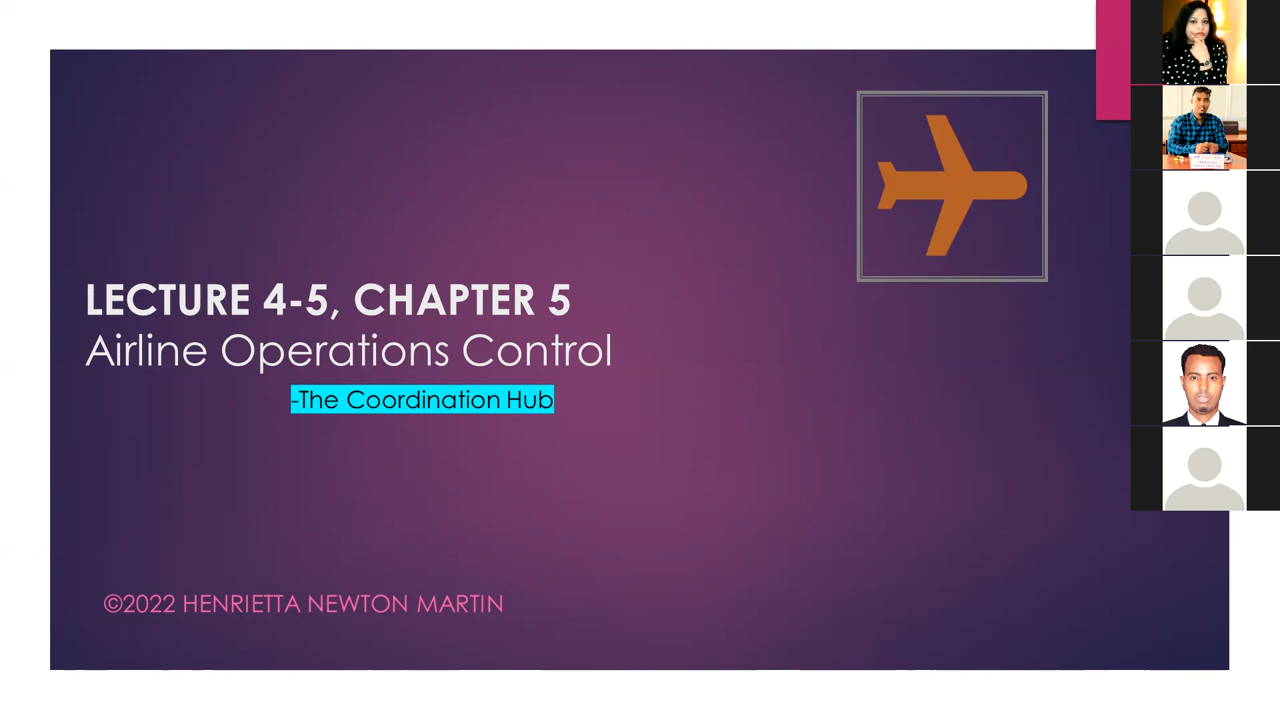 LECTURE 4-5, CHAPTER 5
Airline Operations Control
-The Coordination Hub
©2022 HENRIETTA NEWTON MARTIN